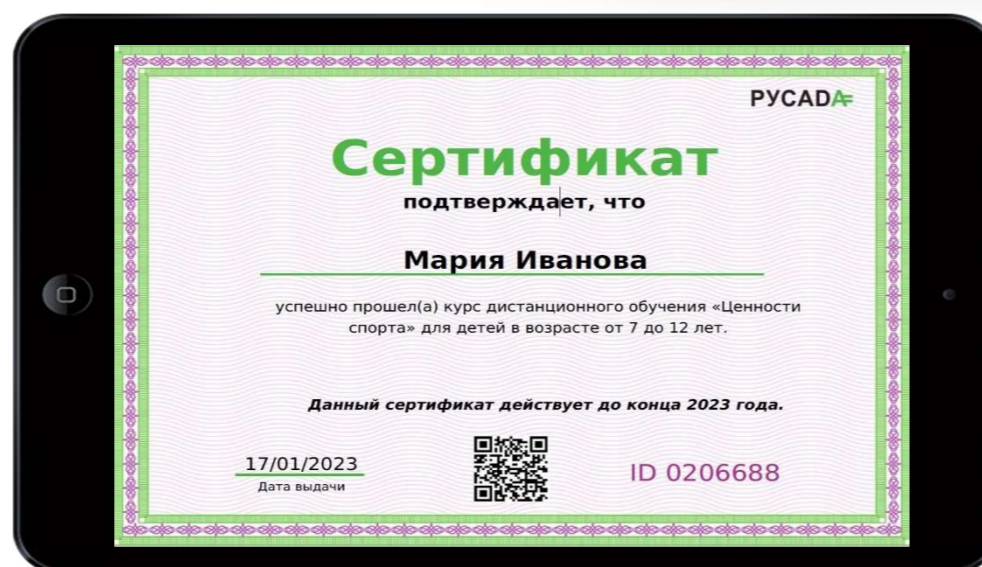 РУСАDA
Сертификат
подтверждает, что
Мария Иванова
успешно прошел(а) курс дистанционного обучения «Ценности
спорта» для детей в возрасте от 7 до 12 лет.
Данный сертификат действует до конца 2023 года.
17/01/2023
Дата выдачи
ID 0206688